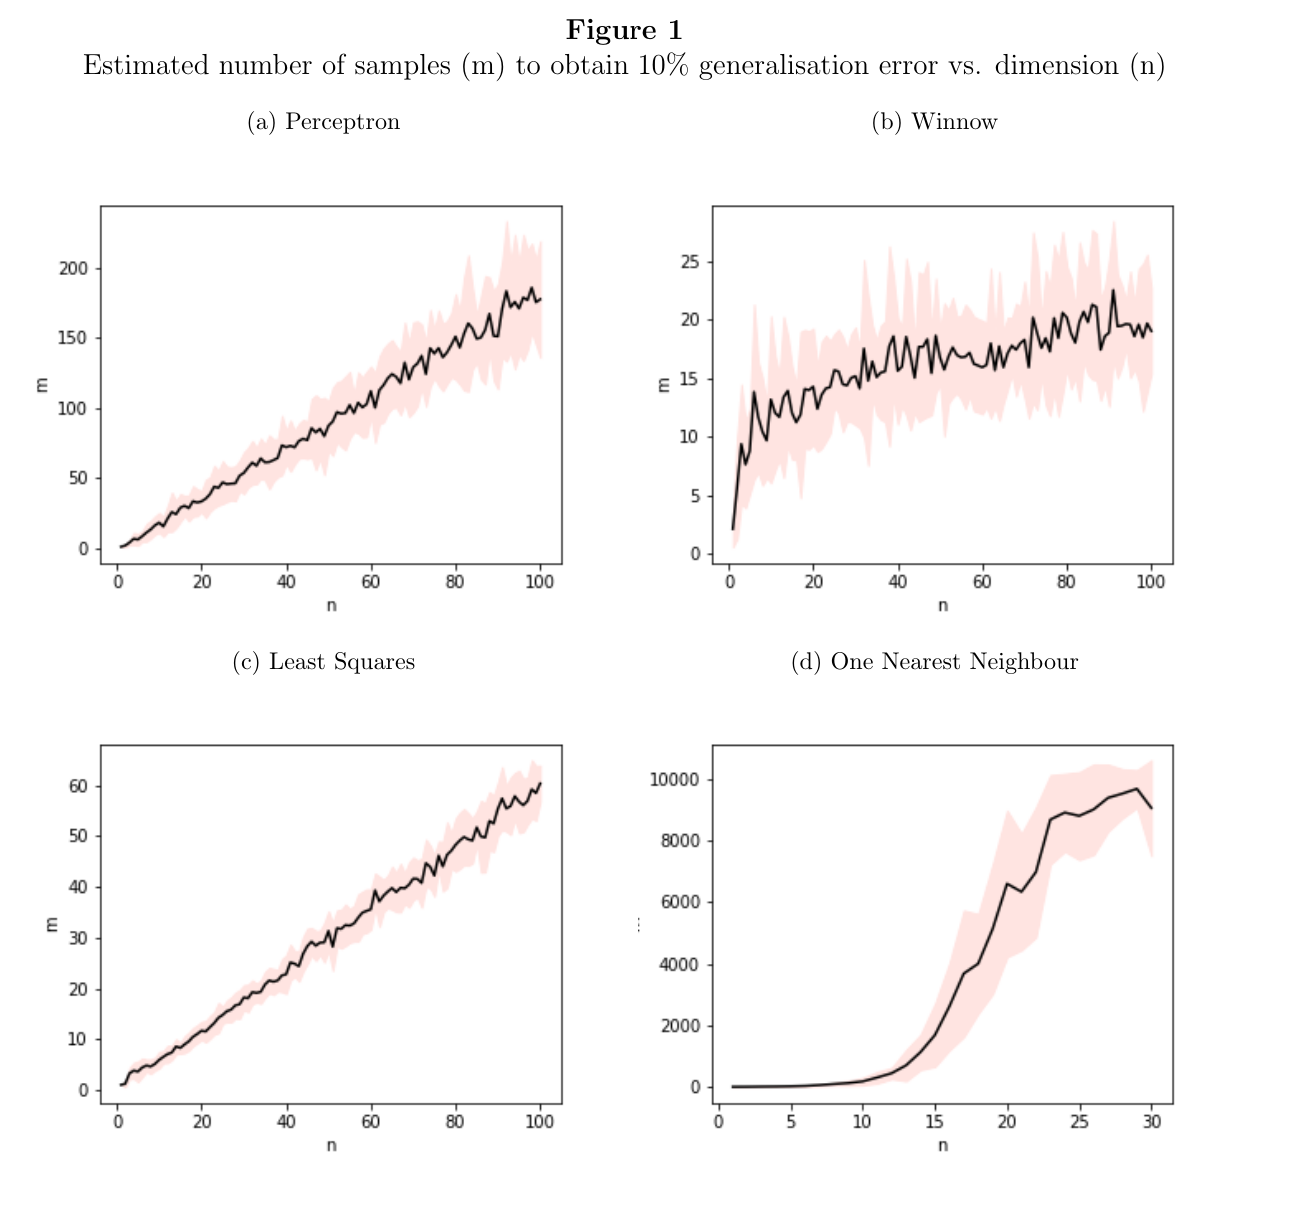 Figure 1
Estimated number of samples (m) to obtain 10% generalisation error vs. dimension (n)
(a) Perceptron
(b) Winnow
200
150
100
50
0
m
0 20 40 60 80 100
n
25
20
15
10
5
0
m
0 20 40 60 80 100
n
(c) Least Squares
(d) One Nearest Neighbour
60
50
40
30
20
10
0
m
0 20 40 60 80 100
n
10000
8000
6000
4000
2000
0
0 5 10 15 20 25 30
n